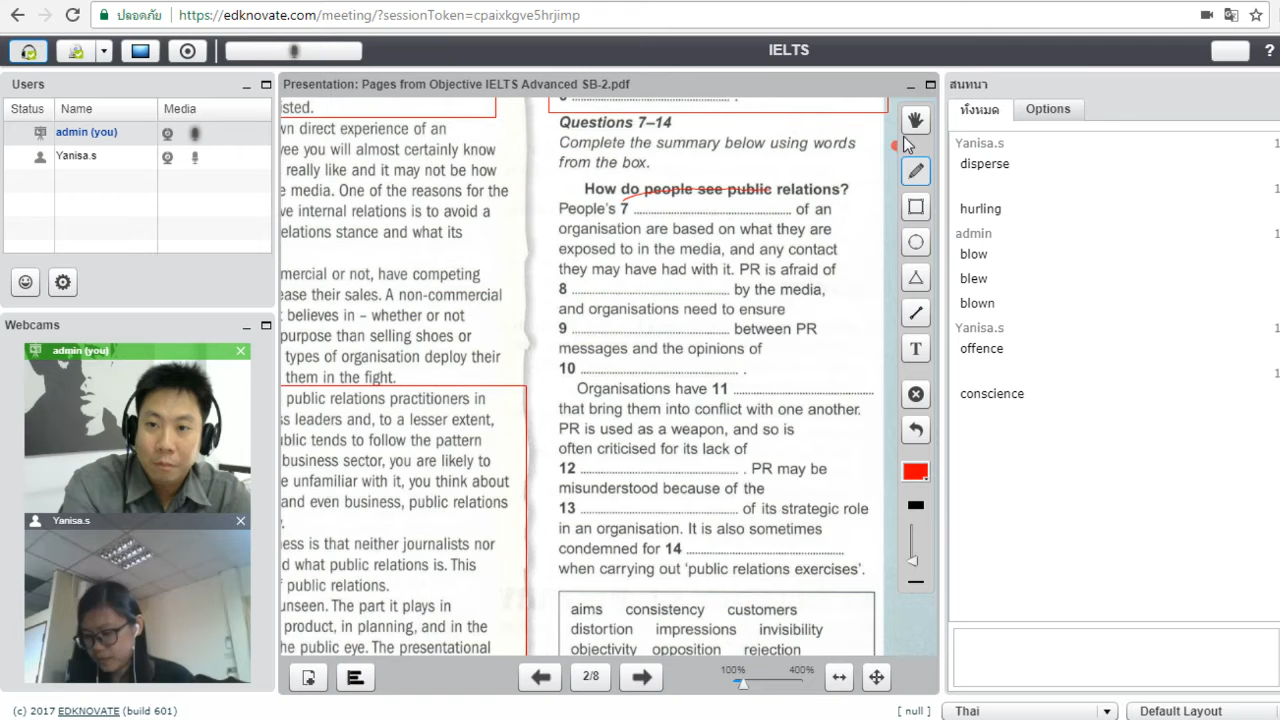 ปลอดภัย
https://edknovate.com/meeting/?sessionToken=cpaixkgve5hrjimp
IELTS
?
Users
Status Name Media
admin (you)
Yanisa.s
Webcams
admin (you)
Yanisa.s
Presentation: Pages from Objective IELTS Advanced SB-2.pdf
wn direct experience of an
really like and it may not be how
e media. One of the reasons for the
ve internal relations is to avoid a
elations stance and what its
mercial or not, have competing
ease their sales. A non-commercial
believes in – whether or not
purpose than selling shoes or
types of organisation deploy their
them in the fight.
public relations practitioners in
ss leaders and, to a lesser extent,
ublic tends to follow the pattern
business sector, you are likely to
e unfamiliar with it, you think about
and even business, public relations
ess is that neither journalists nor
d what public relations is. This
f public relations.
unseen. The part it plays in
product, in planning, and in the
he public eye. The presentational
Questions 7–14
Complete the summary below using words
from the box.
How do people see public relations?
People's 7 .......... of an
organisation are based on what they are
exposed to in the media, and any contact
they may have had with it. PR is afraid of
8 .......... by the media,
and organisations need to ensure
9 .......... between PR
messages and the opinions of
10 .......... .
Organisations have 11 ..........
that bring them into conflict with one another.
PR is used as a weapon, and so is
often criticised for its lack of
12 .......... . PR may be
misunderstood because of the
13 .......... of its strategic role
in an organisation. It is also sometimes
condemned for 14 ..........
when carrying out 'public relations exercises'.
aims consistency customers
distortion impressions invisibility
objectivity opposition rejection
T
2/8
100% 400%
สนทนา
ทั้งหมด Options
Yanisa.s 1
disperse
hurling
admin 1
blow
blew
blown
Yanisa.s 1
offence
1
conscience
(c) 2017 EDKNOVATE (build 601)
[ null ]
Thai
Default Layout